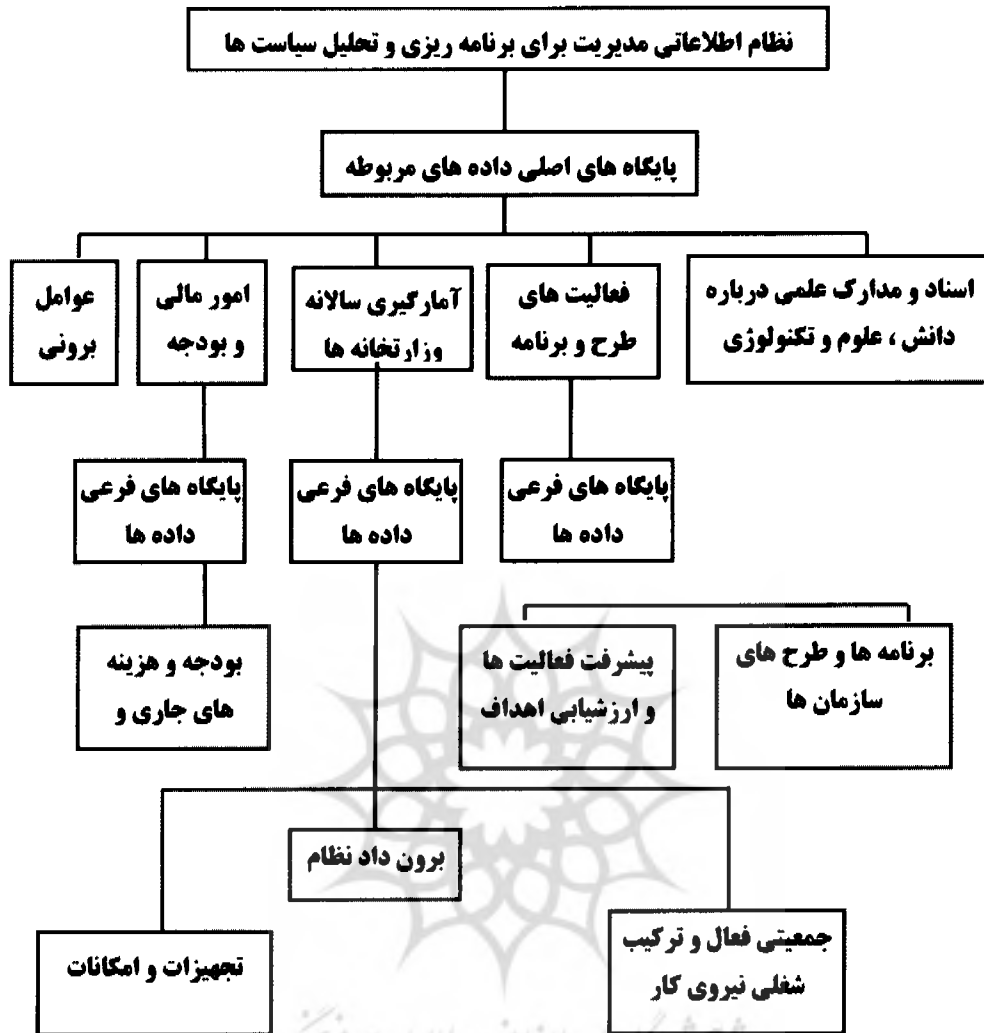 نظام اطلاعاتی مدیریت برای برنامه ریزی و تحلیل سیاست ها
پایگاه های اصلی داده های مربوطه
اسناد و مدارک علمی درباره
دانش ، علوم و تکنولوژی
فعالیت های
طرح و برنامه
آمارگیری سالانه
وزارتخانه ها
امور مالی
و بودجه
عوامل
برونی
پایگاه های فرعی
داده ها
پایگاه های فرعی
داده ها
پایگاه های فرعی
داده ها
برنامه ها و طرح های
سازمان ها
پیشرفت فعالیت ها
و ارزشیابی اهداف
بودجه و هزینه
های جاری و
برون داد نظام
جمعیتی فعال و ترکیب
شغلی نیروی کار
تجهیزات و امکانات